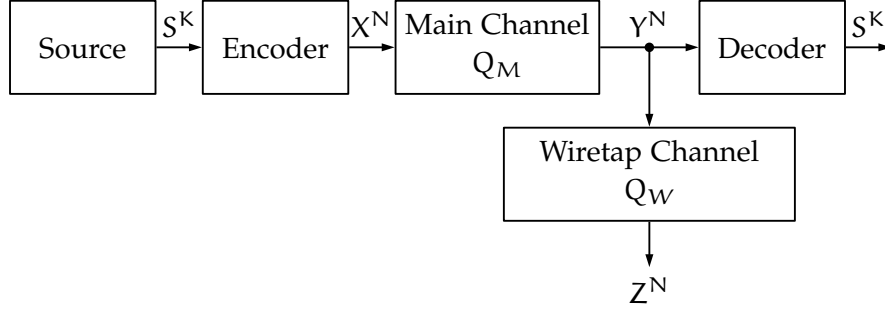 Source
S^K
Encoder
X^N
Main Channel
Q_M
Y^N
Decoder
S^K
Wiretap Channel
Q_W
Z^N